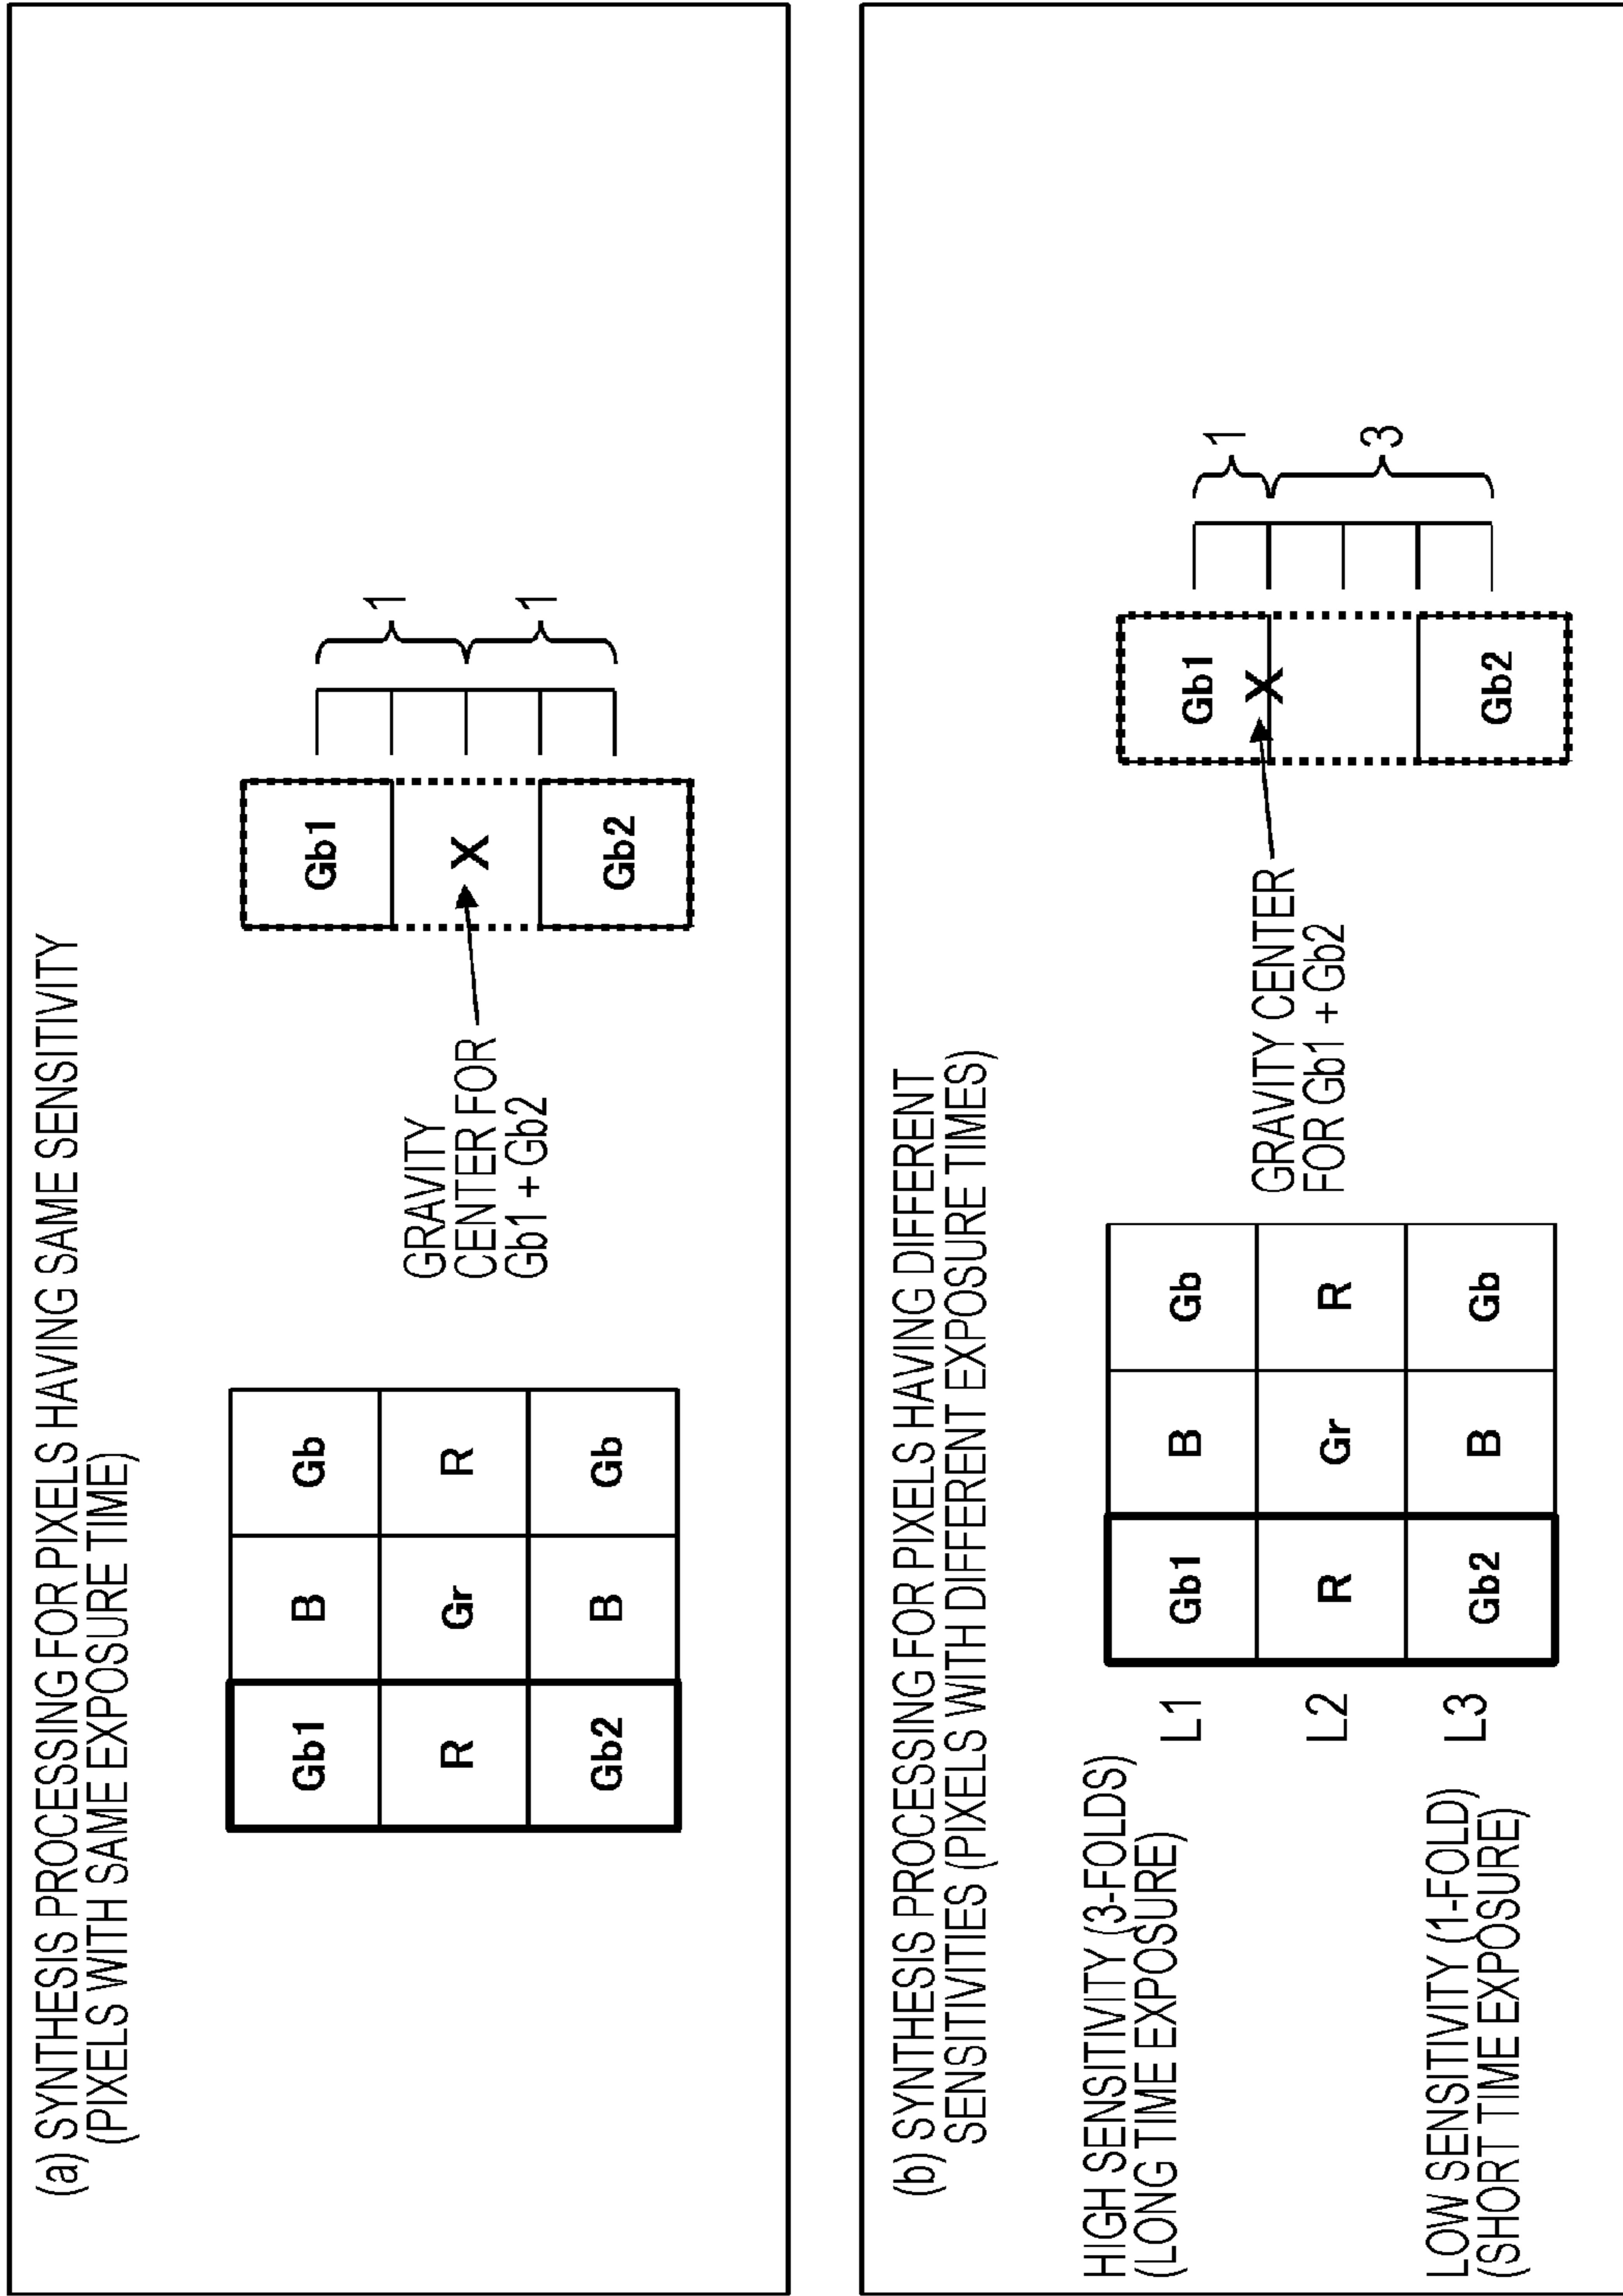 (a) SYNTHESIS PROCESSING FOR PIXELS HAVING SAME SENSITIVITY
(PIXELS WITH SAME EXPOSURE TIME)
Gb1 B Gb
R Gr R
Gb2 B Gb
GRAVITY
CENTER FOR
Gb1 + Gb2
Gb1
X
Gb2
1
1
(b) SYNTHESIS PROCESSING FOR PIXELS HAVING DIFFERENT
SENSITIVITIES (PIXELS WITH DIFFERENT EXPOSURE TIMES)
HIGH SENSITIVITY (3-FOLDS)
(LONG TIME EXPOSURE)
L1
L2
L3
LOW SENSITIVITY (1-FOLD)
(SHORT TIME EXPOSURE)
Gb1 B Gb
R Gr R
Gb2 B Gb
GRAVITY CENTER
FOR Gb1 + Gb2
Gb1
X
Gb2
1
3